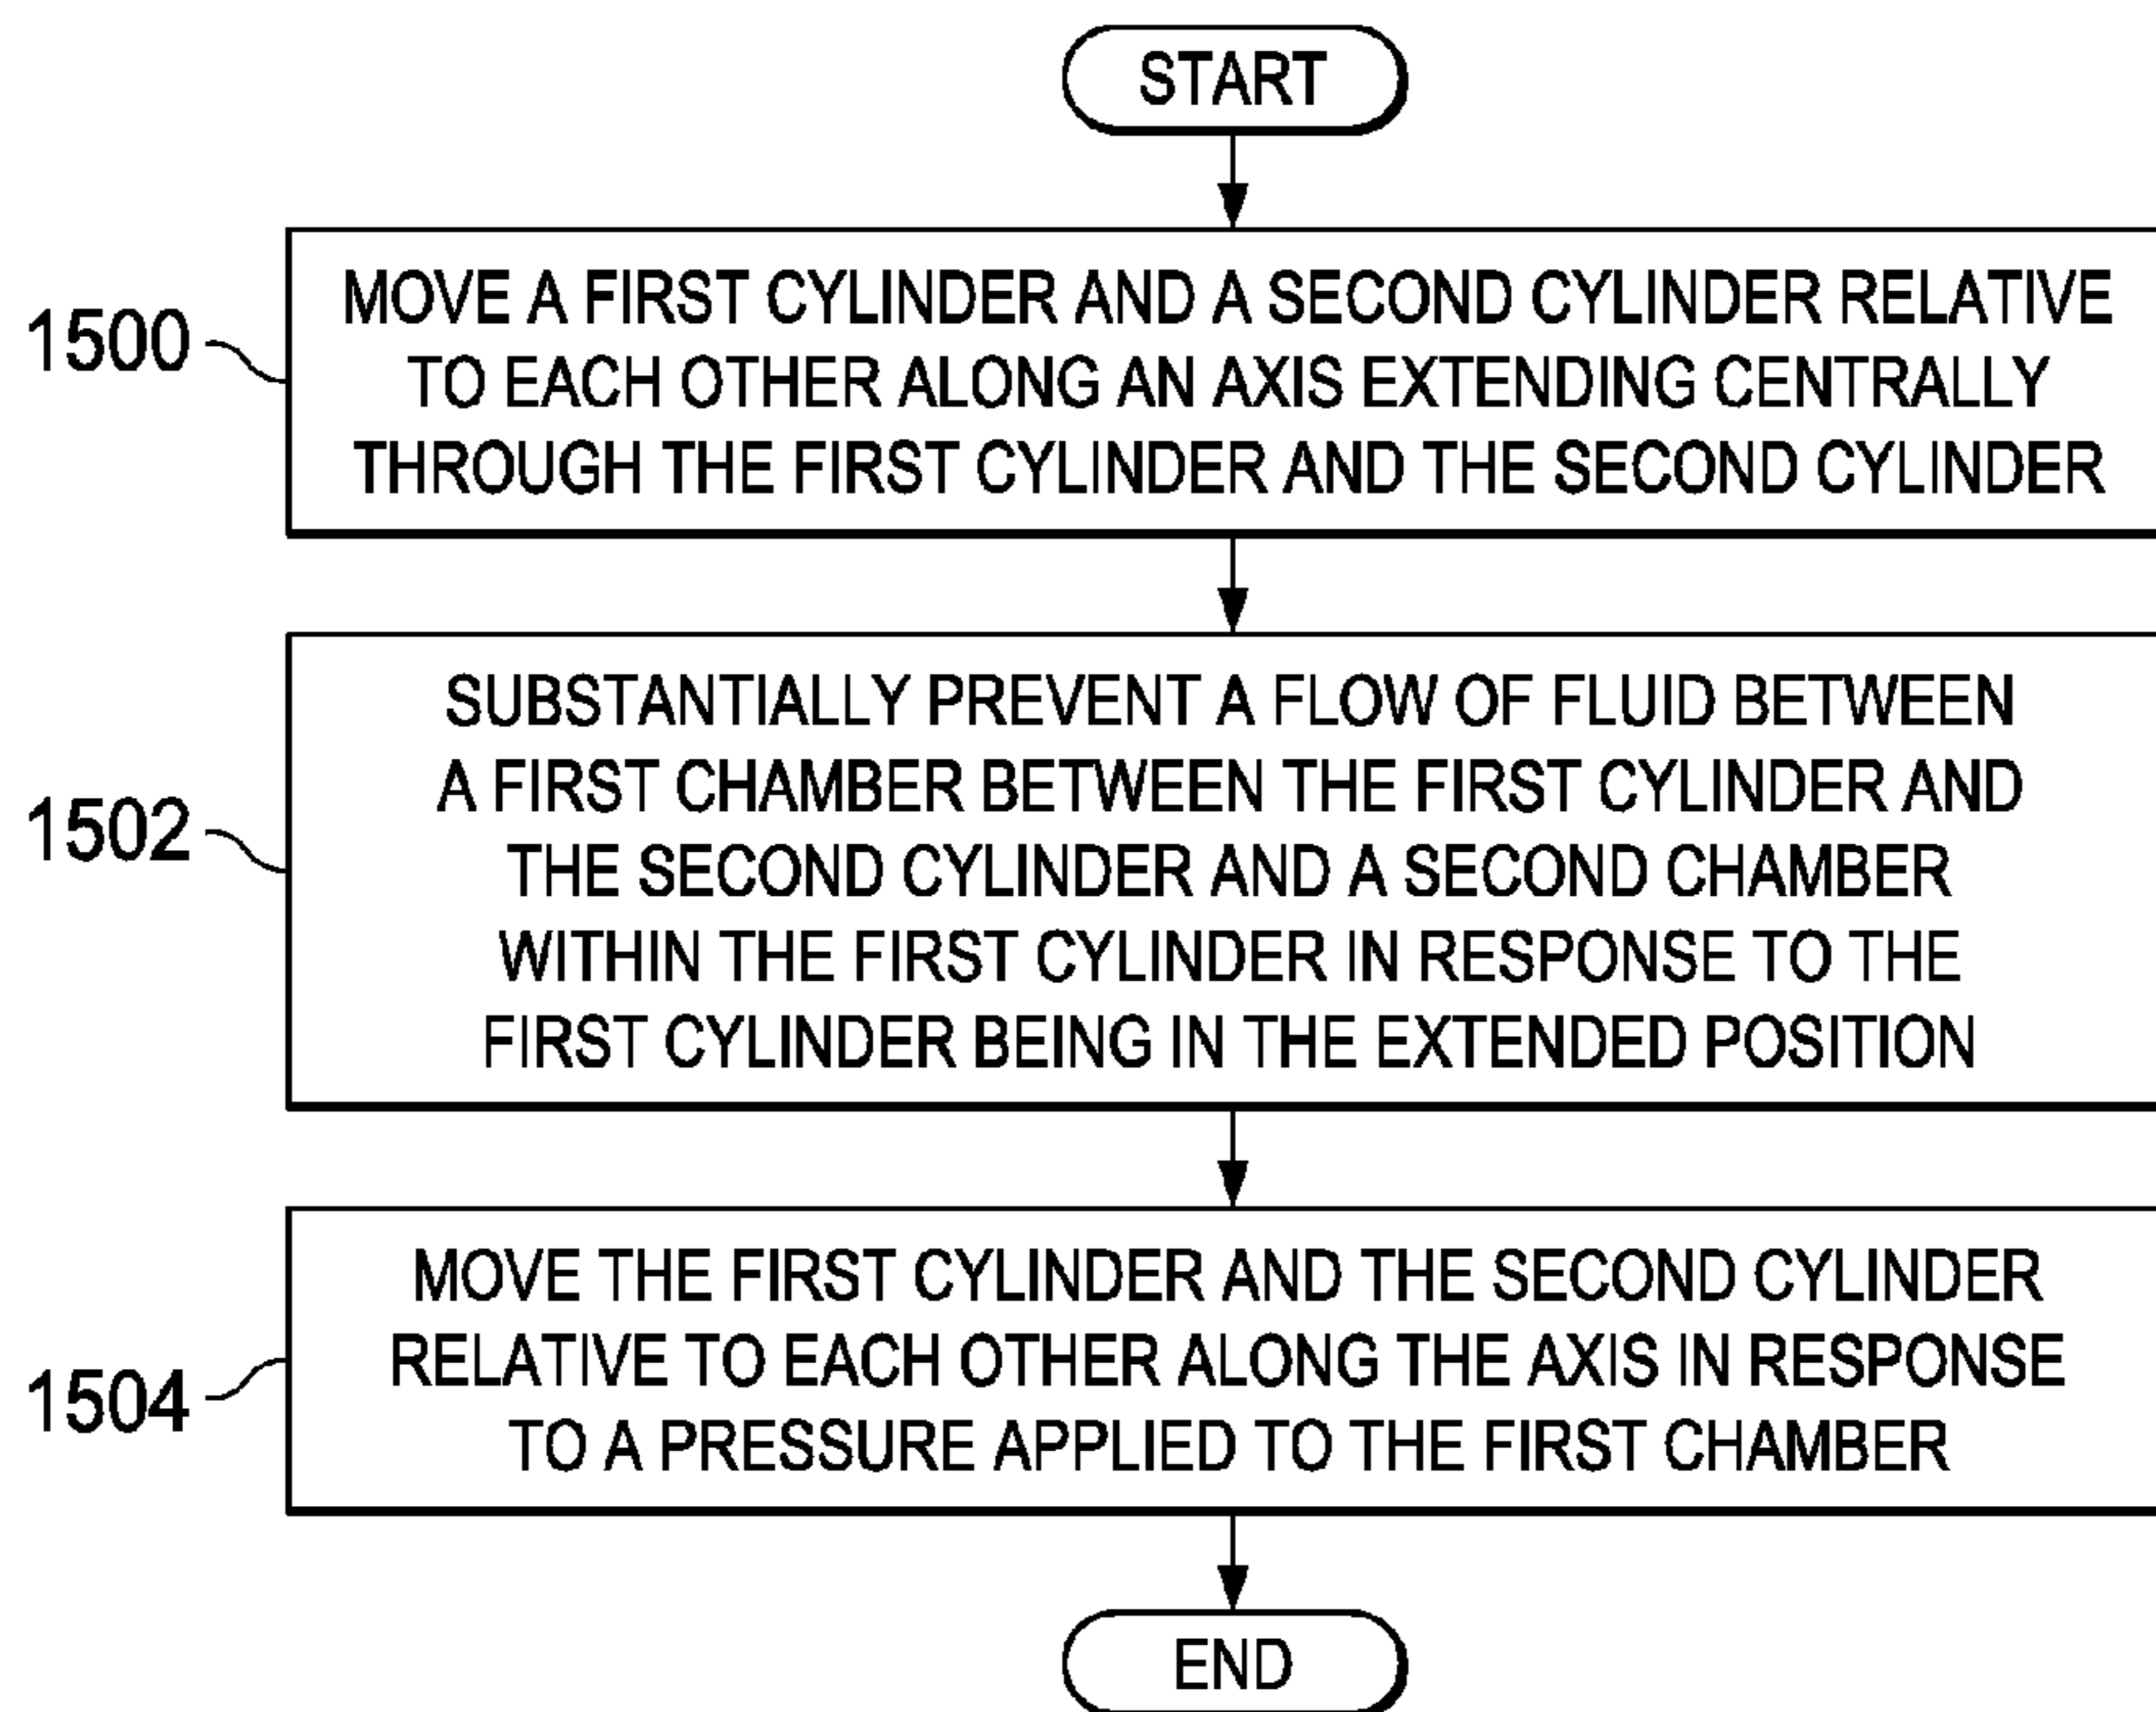 START
1500
MOVE A FIRST CYLINDER AND A SECOND CYLINDER RELATIVE
TO EACH OTHER ALONG AN AXIS EXTENDING CENTRALLY
THROUGH THE FIRST CYLINDER AND THE SECOND CYLINDER
1502
SUBSTANTIALLY PREVENT A FLOW OF FLUID BETWEEN
A FIRST CHAMBER BETWEEN THE FIRST CYLINDER AND
THE SECOND CYLINDER AND A SECOND CHAMBER
WITHIN THE FIRST CYLINDER IN RESPONSE TO THE
FIRST CYLINDER BEING IN THE EXTENDED POSITION
1504
MOVE THE FIRST CYLINDER AND THE SECOND CYLINDER
RELATIVE TO EACH OTHER ALONG THE AXIS IN RESPONSE
TO A PRESSURE APPLIED TO THE FIRST CHAMBER
END